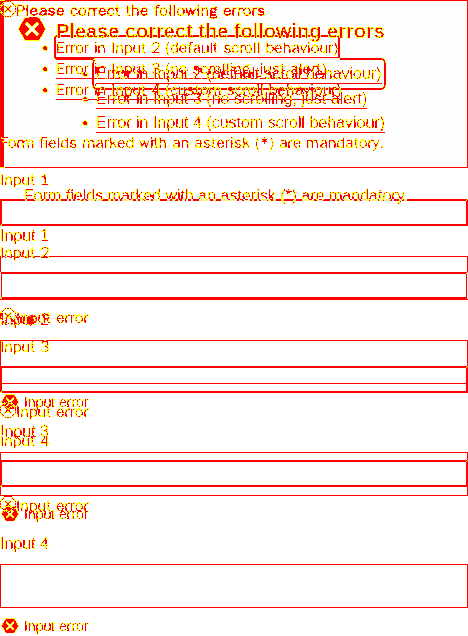 Please correct the following errors
Please correct the following errors
Error in Input 2 (default scroll behaviour)
Error in Input 3 (no scrolling, just alert)
Error in Input 2 (default scroll behaviour)
Error in Input 4 (custom scroll behaviour)
Error in Input 3 (no scrolling, just alert)
Error in Input 4 (custom scroll behaviour)
Form fields marked with an asterisk (*) are mandatory.
Input 1
Form fields marked with an asterisk (*) are mandatory.
Input 1
Input 2
Input error
Input 2
Input 3
Input error
Input error
Input 3
Input 4
Input error
Input error
Input 4
Input error